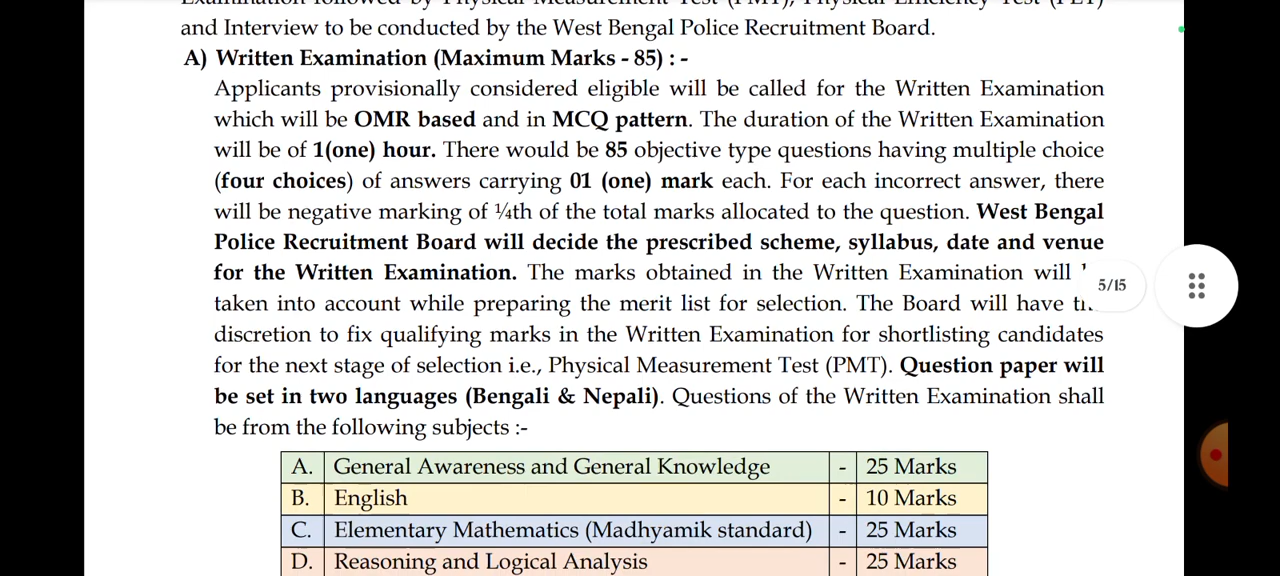 and Interview to be conducted by the West Bengal Police Recruitment Board.
A) Written Examination (Maximum Marks - 85) : -
Applicants provisionally considered eligible will be called for the Written Examination
which will be OMR based and in MCQ pattern. The duration of the Written Examination
will be of 1(one) hour. There would be 85 objective type questions having multiple choice
(four choices) of answers carrying 01 (one) mark each. For each incorrect answer, there
will be negative marking of ¼th of the total marks allocated to the question. West Bengal
Police Recruitment Board will decide the prescribed scheme, syllabus, date and venue
for the Written Examination. The marks obtained in the Written Examination will
5/15
taken into account while preparing the merit list for selection. The Board will have
discretion to fix qualifying marks in the Written Examination for shortlisting candidates
for the next stage of selection i.e., Physical Measurement Test (PMT). Question paper will
be set in two languages (Bengali & Nepali). Questions of the Written Examination shall
be from the following subjects :-
A. General Awareness and General Knowledge - 25 Marks
B. English - 10 Marks
C. Elementary Mathematics (Madhyamik standard) - 25 Marks
D. Reasoning and Logical Analysis - 25 Marks